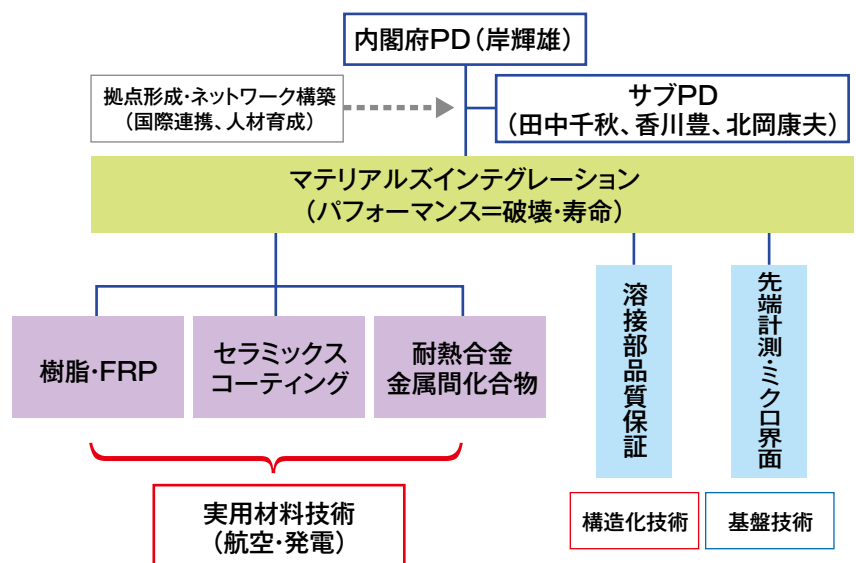 内閣府PD（岸輝雄）
拠点形成・ネットワーク構築
（国際連携、人材育成）
サブPD
（田中千秋、香川豊、北岡康夫）
マテリアルズインテグレーション
（パフォーマンス＝破壊・寿命）
樹脂・FRP
セラミックス
コーティング
耐熱合金
金属間化合物
溶接部品質保証
先端計測・ミクロ界面
実用材料技術
（航空・発電）
構造化技術
基盤技術